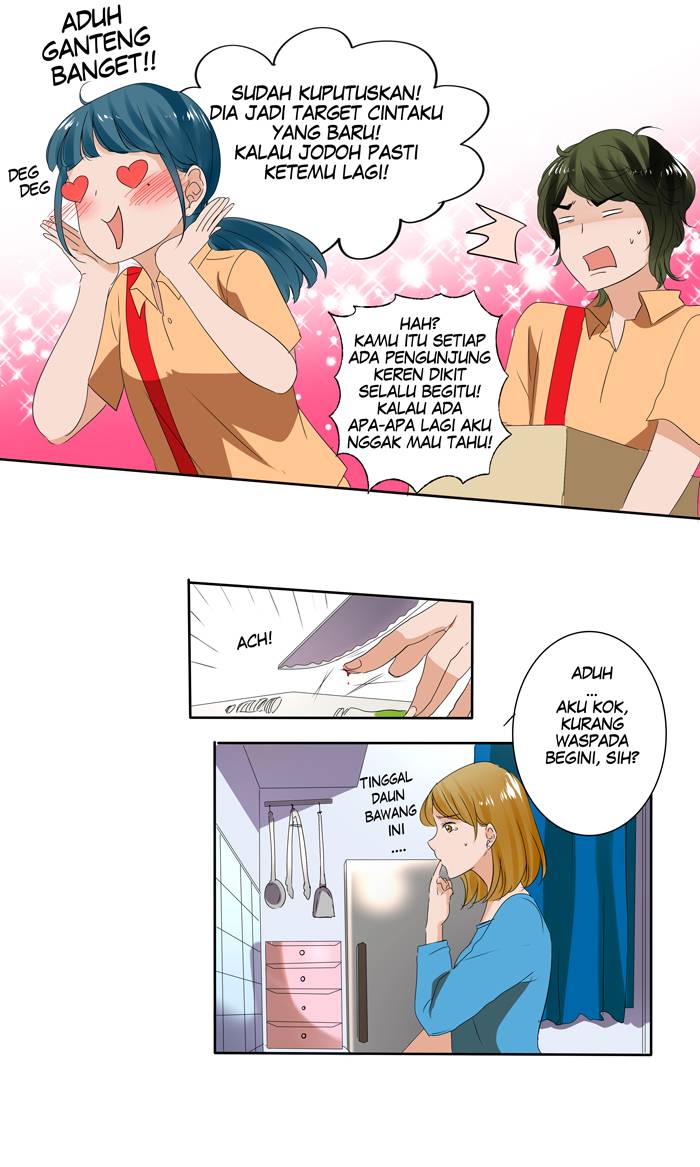 ADUH
GANTENG
BANGET!!
SUDAH KUPUTUSKAN!
DIA JADI TARGET CINTAKU
YANG BARU!
KALAU JODOH PASTI
KETEMU LAGI!
DEG
DEG
HAH?
KAMU ITU SETIAP
ADA PENGUNJUNG
KEREN DIKIT
SELALU BEGITU!
KALAU ADA
APA-APA LAGI AKU
NGGAK MAU TAHU!
ACH!
ADUH
...
AKU KOK,
KURANG
WASPADA
BEGINI, SIH?
TINGGAL
DAUN
BAWANG
INI
....